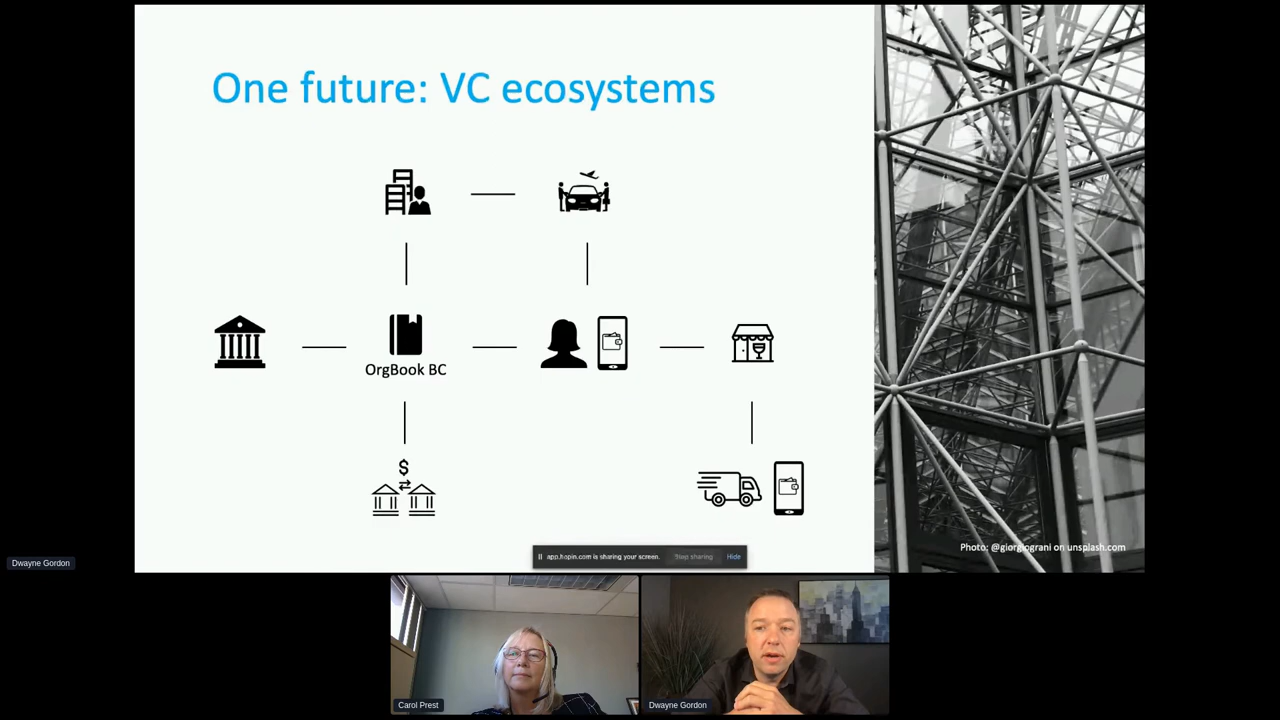 One future: VC ecosystems
OrgBook BC
$
Photo: @giorgiograni on unsplash.com
app.hopin.com is sharing your screen.
Stop sharing
Hide
Dwayne Gordon
Carol Prest
Dwayne Gordon